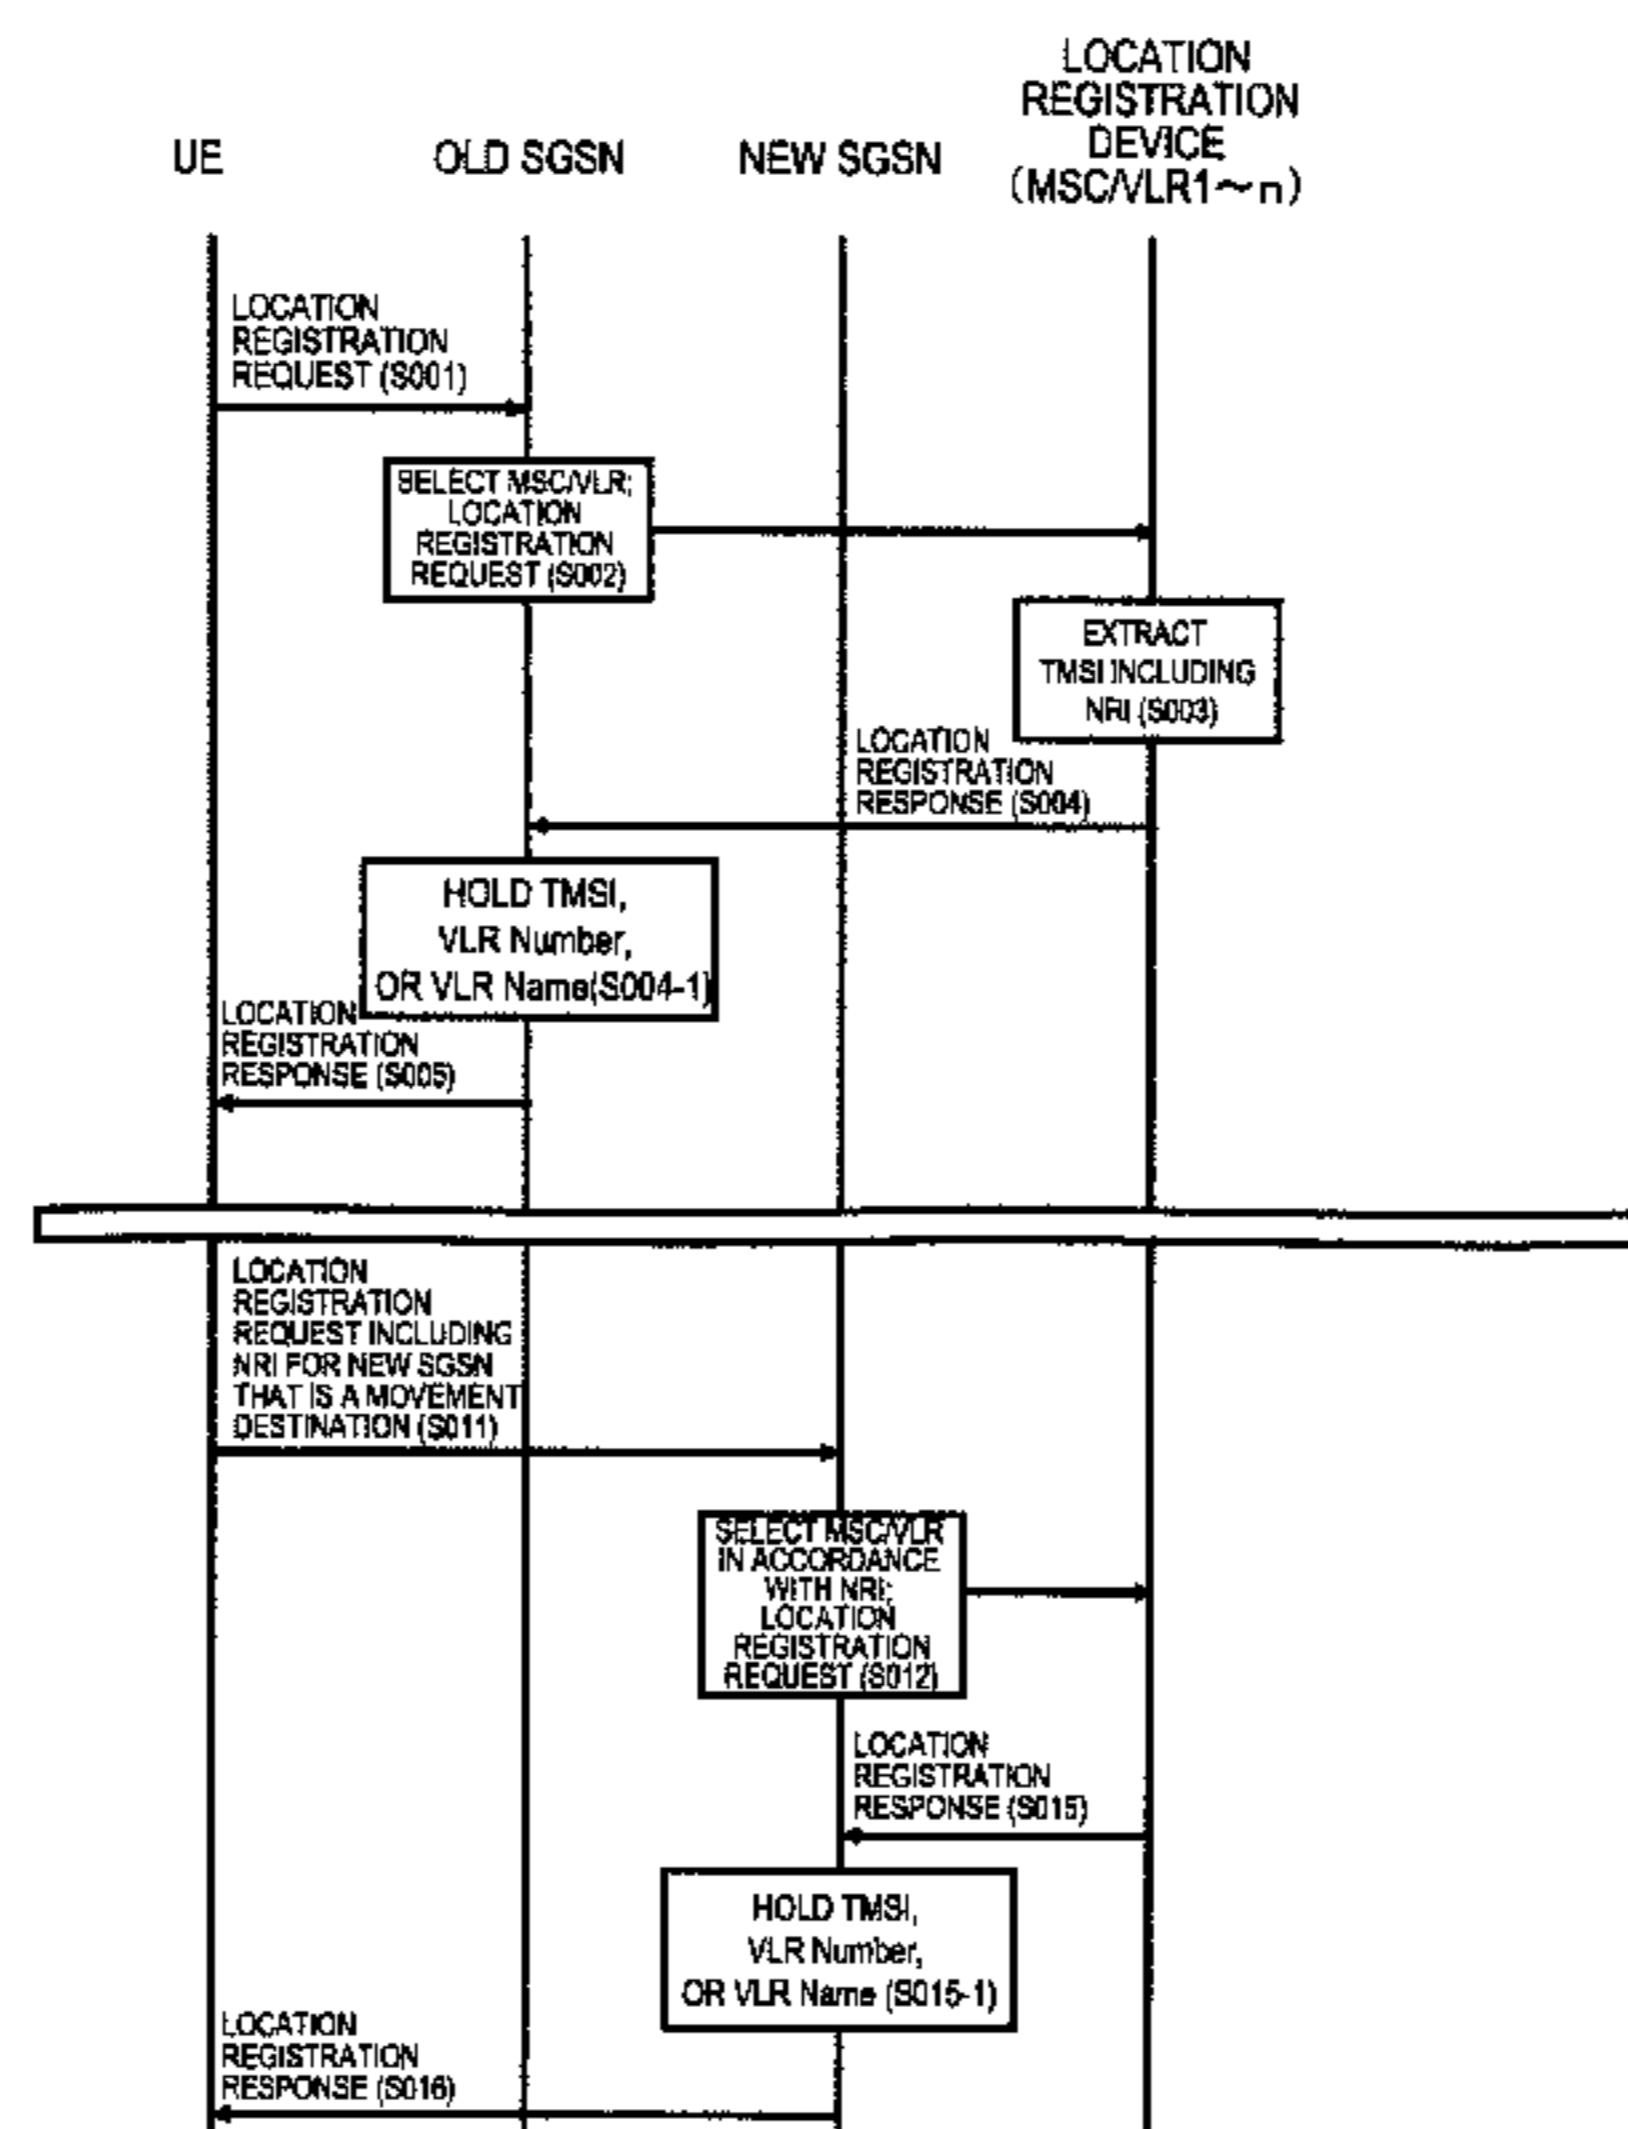 UE
OLD SGSN
NEW SGSN
LOCATION
REGISTRATION
DEVICE
(MSC/VLR1~n)
LOCATION
REGISTRATION
REQUEST (S001)
SELECT MSC/VLR;
LOCATION
REGISTRATION
REQUEST (S002)
EXTRACT
TMSI INCLUDING
NRI (S003)
LOCATION
REGISTRATION
RESPONSE (S004)
HOLD TMSI,
VLR Number,
OR VLR Name(S004-1)
LOCATION
REGISTRATION
RESPONSE (S005)
LOCATION
REGISTRATION
REQUEST INCLUDING
NRI FOR NEW SGSN
THAT IS A MOVEMENT
DESTINATION (S011)
SELECT MSC/VLR
IN ACCORDANCE
WITH NRI;
LOCATION
REGISTRATION
REQUEST (S012)
LOCATION
REGISTRATION
RESPONSE (S015)
HOLD TMSI,
VLR Number,
OR VLR Name (S015-1)
LOCATION
REGISTRATION
RESPONSE (S016)